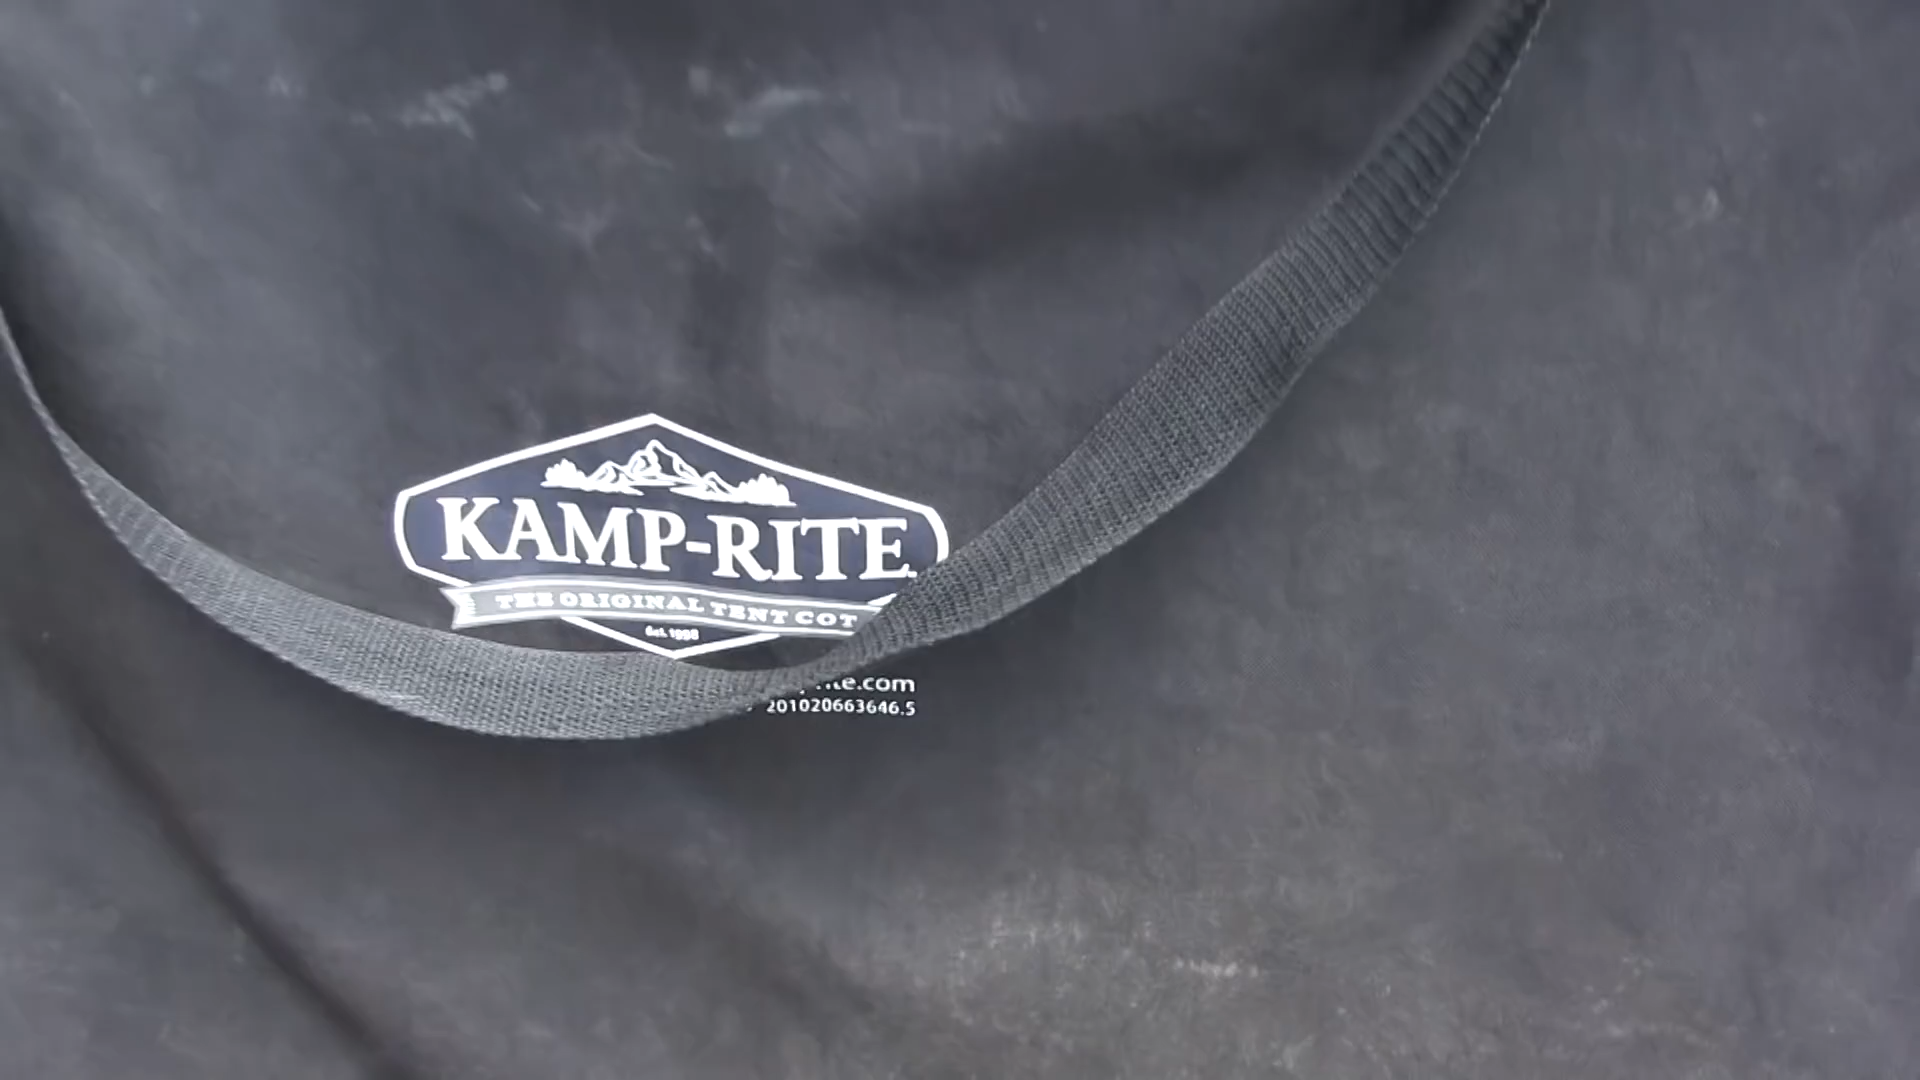 KAMP-RITE
THE ORIGINAL TENT COT
Est. 1998
rite.com
201020663646.5